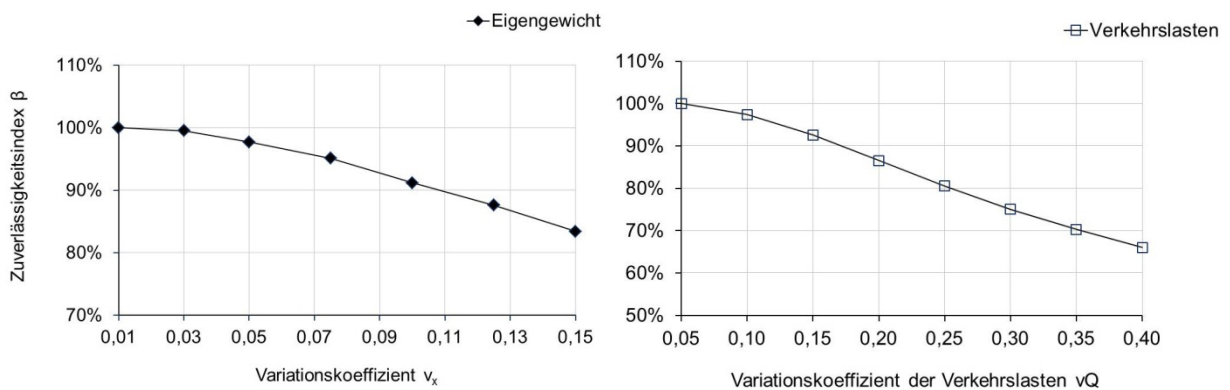 Eigengewicht
110%
100%
90%
80%
70%
Zuverlässigkeitsindex β
0,01 0,03 0,05 0,07 0,09 0,11 0,13 0,15
Variationskoeffizient vₓ
Verkehrslasten
110%
100%
90%
80%
70%
60%
50%
0,05 0,10 0,15 0,20 0,25 0,30 0,35 0,40
Variationskoeffizient der Verkehrslasten vQ